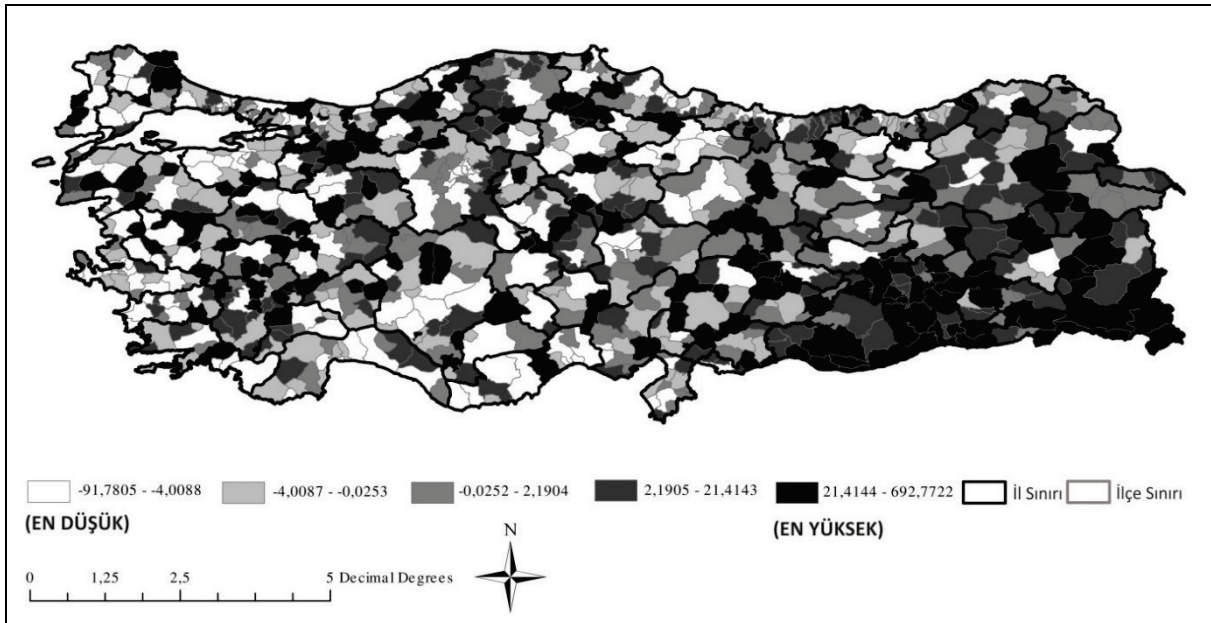 -91,7805 - -4,0088
-4,0087 - -0,0253
-0,0252 - 2,1904
2,1905 - 21,4143
21,4144 - 692,7722
İl Sınırı
İlçe Sınırı
(EN DÜŞÜK)
(EN YÜKSEK)
N
0 1,25 2,5 5 Decimal Degrees